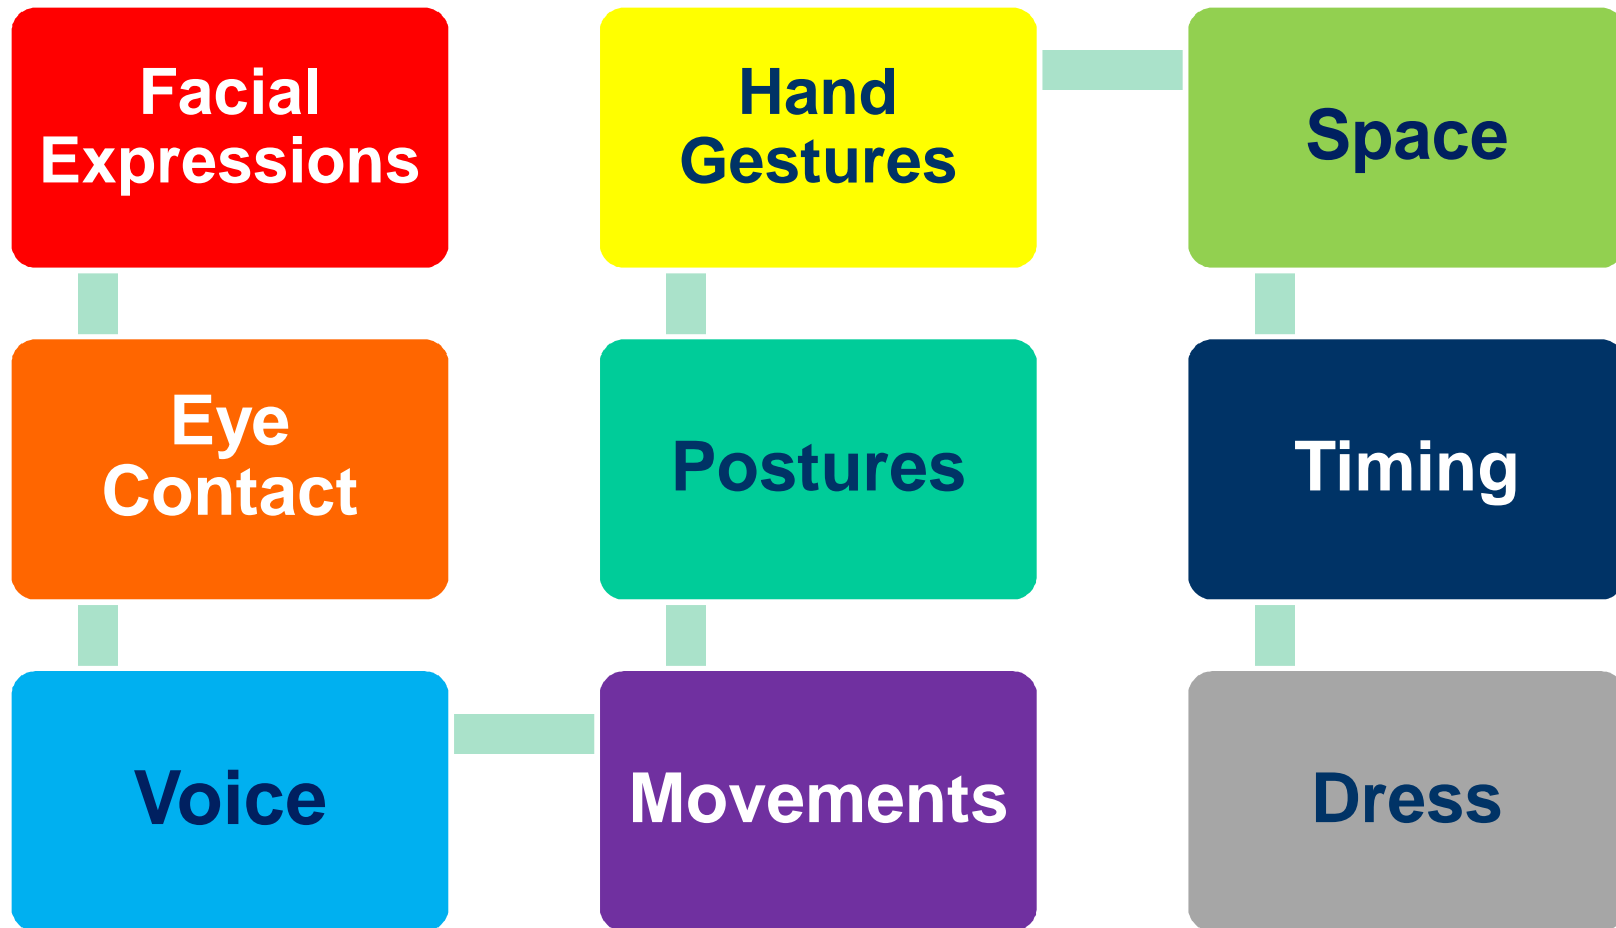 Facial
Expressions
Eye
Contact
Voice
Movements
Postures
Hand
Gestures
Space
Timing
Dress